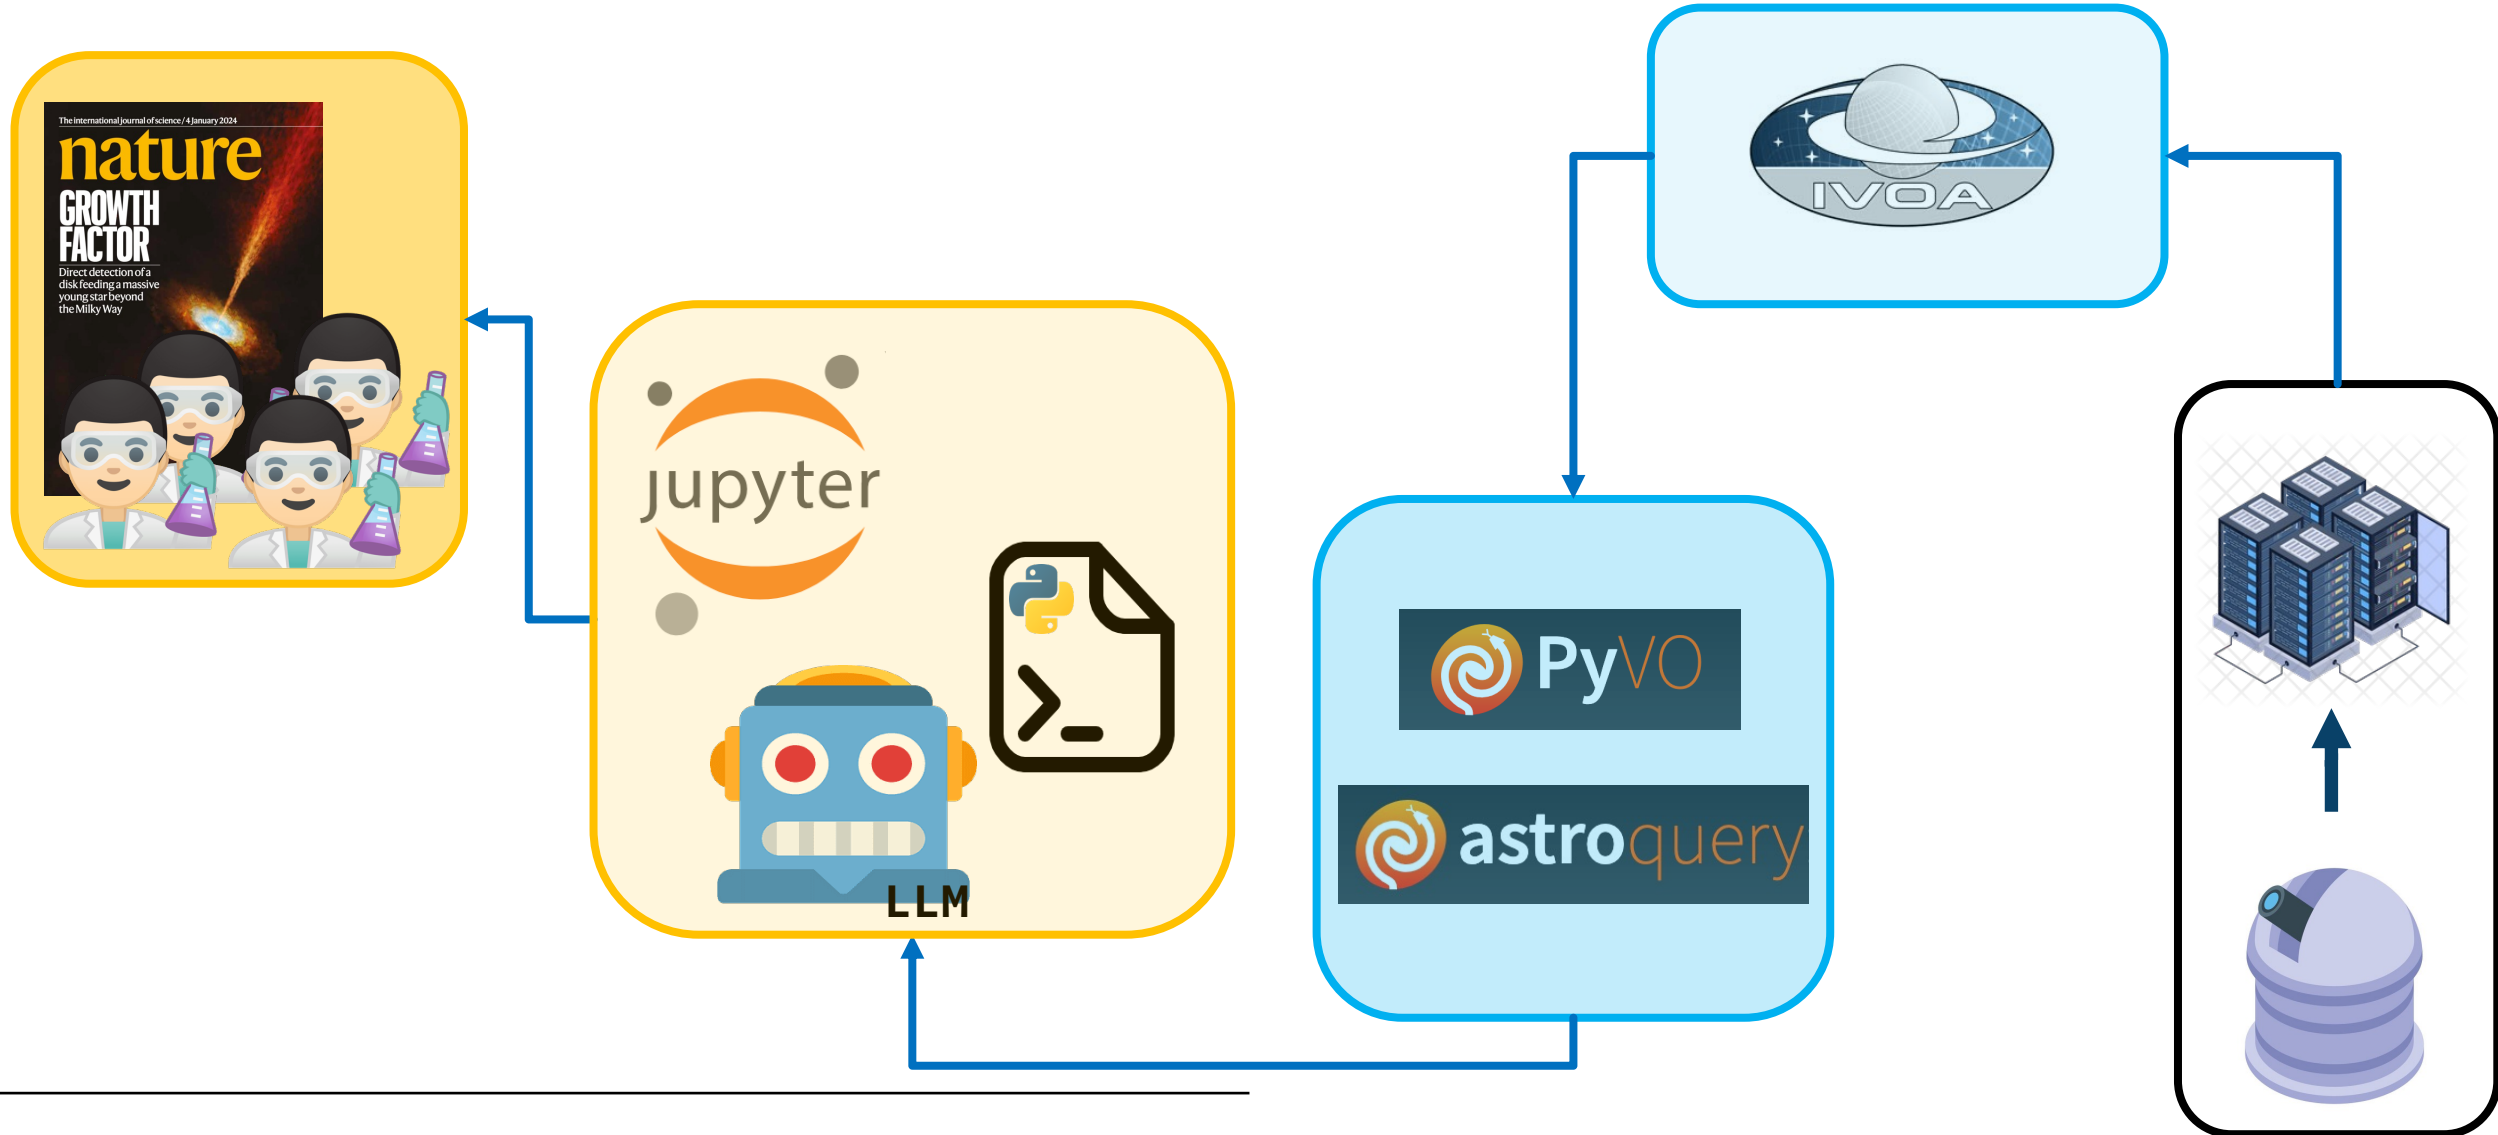 The international journal of science / 4 January 2024
nature
GROWTH
FACTOR
Direct detection of a
disk feeding a massive
young star beyond
the Milky Way
jupyter
LLM
IVOA
PyVO
astroquery